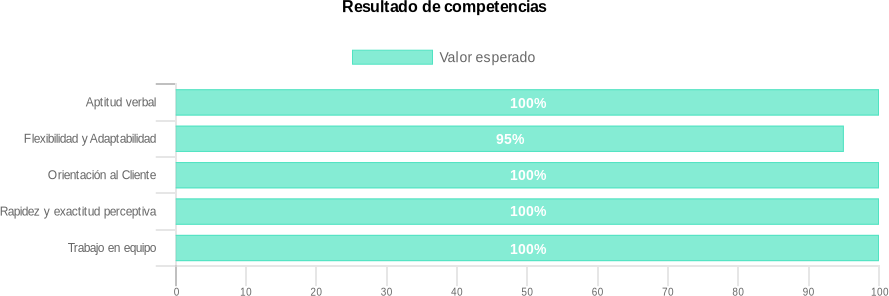 Resultado de competencias
Valor esperado
Aptitud verbal 100%
Flexibilidad y Adaptabilidad 95%
Orientación al Cliente 100%
Rapidez y exactitud perceptiva 100%
Trabajo en equipo 100%
0 10 20 30 40 50 60 70 80 90 100